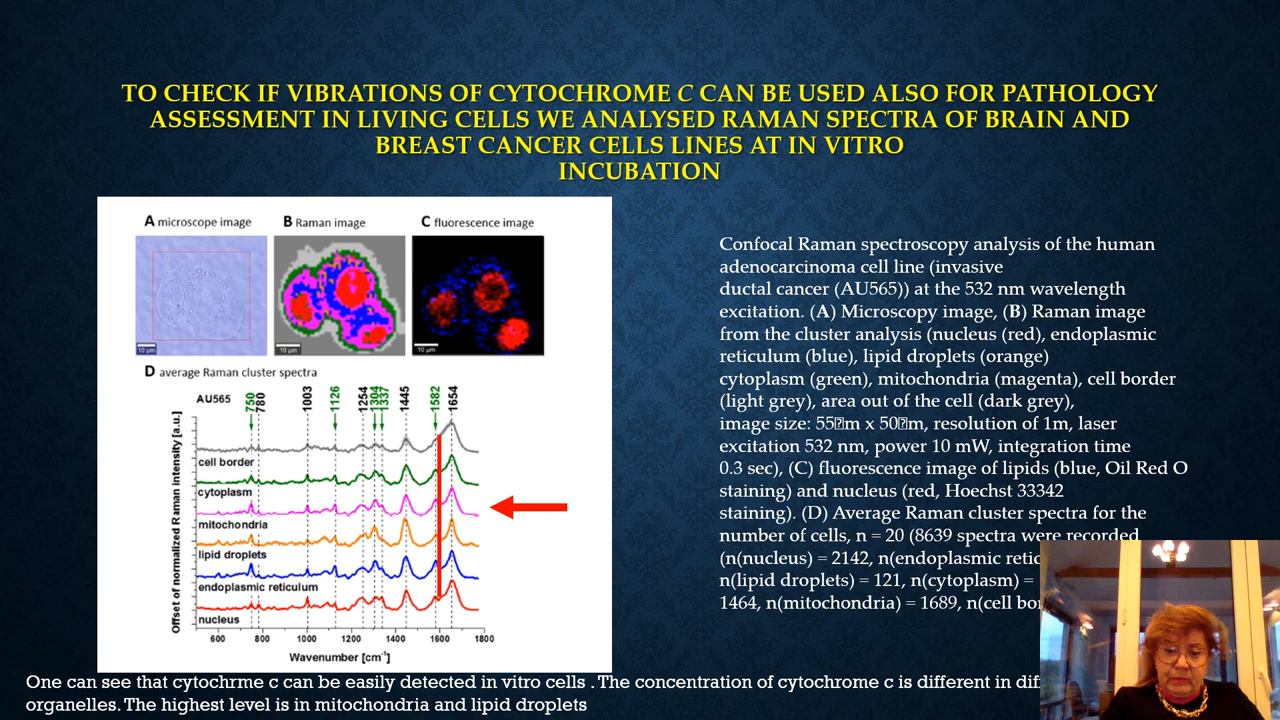 TO CHECK IF VIBRATIONS OF CYTOCHROME C CAN BE USED ALSO FOR PATHOLOGY
ASSESSMENT IN LIVING CELLS WE ANALYSED RAMAN SPECTRA OF BRAIN AND
BREAST CANCER CELLS LINES AT IN VITRO
INCUBATION
A microscope image B Raman image C fluorescence image
10 µm 10 µm 10 µm
D average Raman cluster spectra
AU565 750 780 1003 1126 1254 1304 1337 1445 1582 1654
Offset of normalized Raman intensity [a.u.]
cell border
cytoplasm
mitochondria
lipid droplets
endoplasmic reticulum
nucleus
600 800 1000 1200 1400 1600 1800
Wavenumber [cm⁻¹]
Confocal Raman spectroscopy analysis of the human
adenocarcinoma cell line (invasive
ductal cancer (AU565)) at the 532 nm wavelength
excitation. (A) Microscopy image, (B) Raman image
from the cluster analysis (nucleus (red), endoplasmic
reticulum (blue), lipid droplets (orange)
cytoplasm (green), mitochondria (magenta), cell border
(light grey), area out of the cell (dark grey),
image size: 55m x 50m, resolution of 1m, laser
excitation 532 nm, power 10 mW, integration time
0.3 sec), (C) fluorescence image of lipids (blue, Oil Red O
staining) and nucleus (red, Hoechst 33342
staining). (D) Average Raman cluster spectra for the
number of cells, n = 20 (8639 spectra were recorded
(n(nucleus) = 2142, n(endoplasmic
n(lipid droplets) = 121, n(cytoplasm) =
1464, n(mitochondria) = 1689, n(cell
One can see that cytochrme c can be easily detected in vitro cells . The concentration of cytochrome c is different in
organelles. The highest level is in mitochondria and lipid droplets